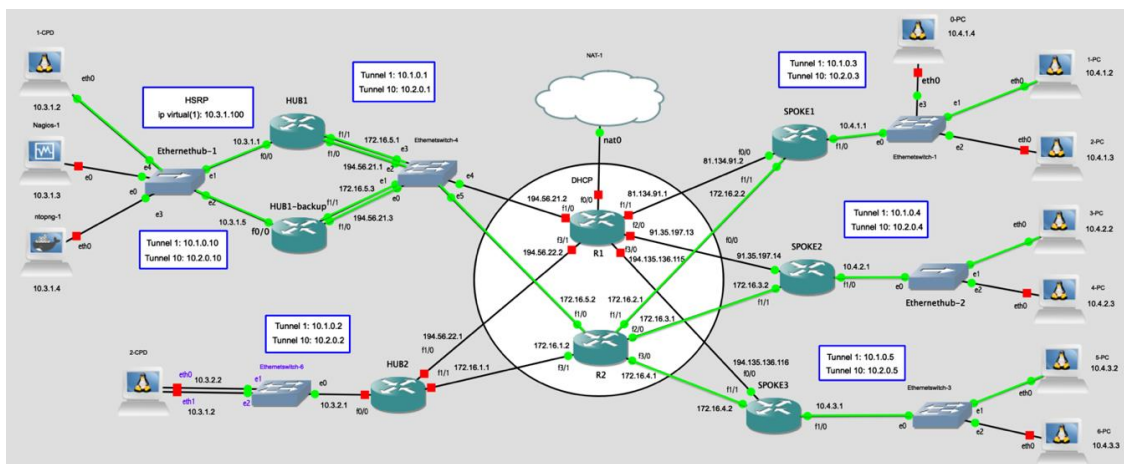 1-CPD
eth0
10.3.1.2
Nagios-1
e0
10.3.1.3
ntopng-1
eth0
10.3.1.4
HSRP
ip virtual(1): 10.3.1.100
Ethernethub-1
e4
e0
e1
e3
e2
10.3.1.1
f0/0
HUB1
10.3.1.5
f0/0
HUB1-backup
Tunnel 1: 10.1.0.10
Tunnel 10: 10.2.0.10
Tunnel 1: 10.1.0.1
Tunnel 10: 10.2.0.1
f1/1
f1/0
172.16.5.1
194.56.21.1
172.16.5.3
194.56.21.3
f1/1
f1/0
Ethernetswitch-4
e3
e2
e1
e0
e4
e5
NAT-1
nat0
DHCP
f0/0
194.56.21.2
f1/0
81.134.91.1
f1/1
f2/0
91.35.197.13
f3/1
194.56.22.2
R1
f3/0
194.135.136.115
172.16.5.2
f1/0
172.16.2.1
f1/1
172.16.3.1
f2/0
172.16.1.2
f3/1
R2
f3/0
172.16.4.1
Tunnel 1: 10.1.0.2
Tunnel 10: 10.2.0.2
2-CPD
eth0
eth1
10.3.2.2
10.3.1.2
Ethernetswitch-6
e1
e2
e0
10.3.2.1
f0/0
HUB2
194.56.22.1
f1/0
f1/1
172.16.1.1
Tunnel 1: 10.1.0.3
Tunnel 10: 10.2.0.3
SPOKE1
f0/0
81.134.91.2
f1/1
172.16.2.2
10.4.1.1
f1/0
0-PC
10.4.1.4
eth0
e3
e0
e1
e2
Ethernetswitch-1
1-PC
eth0
10.4.1.2
2-PC
eth0
10.4.1.3
Tunnel 1: 10.1.0.4
Tunnel 10: 10.2.0.4
SPOKE2
f0/0
91.35.197.14
172.16.3.2
f1/1
10.4.2.1
f1/0
e0
e1
e2
Ethernethub-2
3-PC
eth0
10.4.2.2
4-PC
eth0
10.4.2.3
Tunnel 1: 10.1.0.5
Tunnel 10: 10.2.0.5
194.135.136.116
f0/0
SPOKE3
f1/1
172.16.4.2
10.4.3.1
f1/0
Ethernetswitch-3
e0
e1
e2
5-PC
eth0
10.4.3.2
6-PC
eth0
10.4.3.3